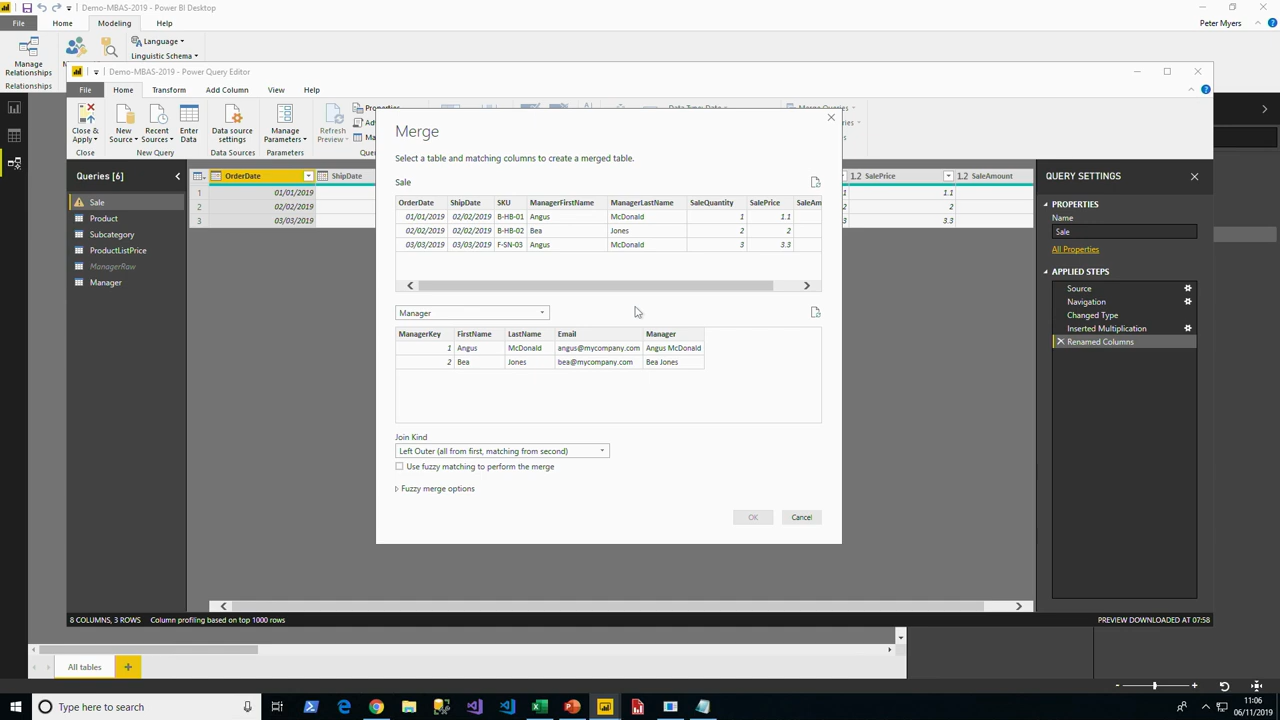 Demo-MBAS-2019 - Power BI Desktop
File Home Modeling Help
Peter Myers
Manage Relationships
Language
Linguistic Schema
Relationships
Demo-MBAS-2019 - Power Query Editor
File Home Transform Add Column View Help
Close & Apply
New Source
Recent Sources
Enter Data
Data source settings
Manage Parameters
Refresh Preview
Properties
Close New Query Data Sources Parameters
Queries [6]
Sale
Product
Subcategory
ProductListPrice
ManagerRaw
Manager
OrderDate ShipDate 1.2 SalePrice 1.2 SaleAmount
1 01/01/2019 1.1
2 02/02/2019 2
3 03/03/2019 3.3
Merge
Select a table and matching columns to create a merged table.
Sale
OrderDate ShipDate SKU ManagerFirstName ManagerLastName SaleQuantity SalePrice SaleAm
01/01/2019 02/02/2019 B-HB-01 Angus McDonald 1 1.1
02/02/2019 02/02/2019 B-HB-02 Bea Jones 2 2
03/03/2019 03/03/2019 F-SN-03 Angus McDonald 3 3.3
Manager
ManagerKey FirstName LastName Email Manager
1 Angus McDonald angus@mycompany.com Angus McDonald
2 Bea Jones bea@mycompany.com Bea Jones
Join Kind
Left Outer (all from first, matching from second)
Use fuzzy matching to perform the merge
Fuzzy merge options
OK Cancel
QUERY SETTINGS
PROPERTIES
Name
Sale
All Properties
APPLIED STEPS
Source
Navigation
Changed Type
Inserted Multiplication
Renamed Columns
8 COLUMNS, 3 ROWS Column profiling based on top 1000 rows
PREVIEW DOWNLOADED AT 07:58
All tables
Type here to search
11:06
06/11/2019